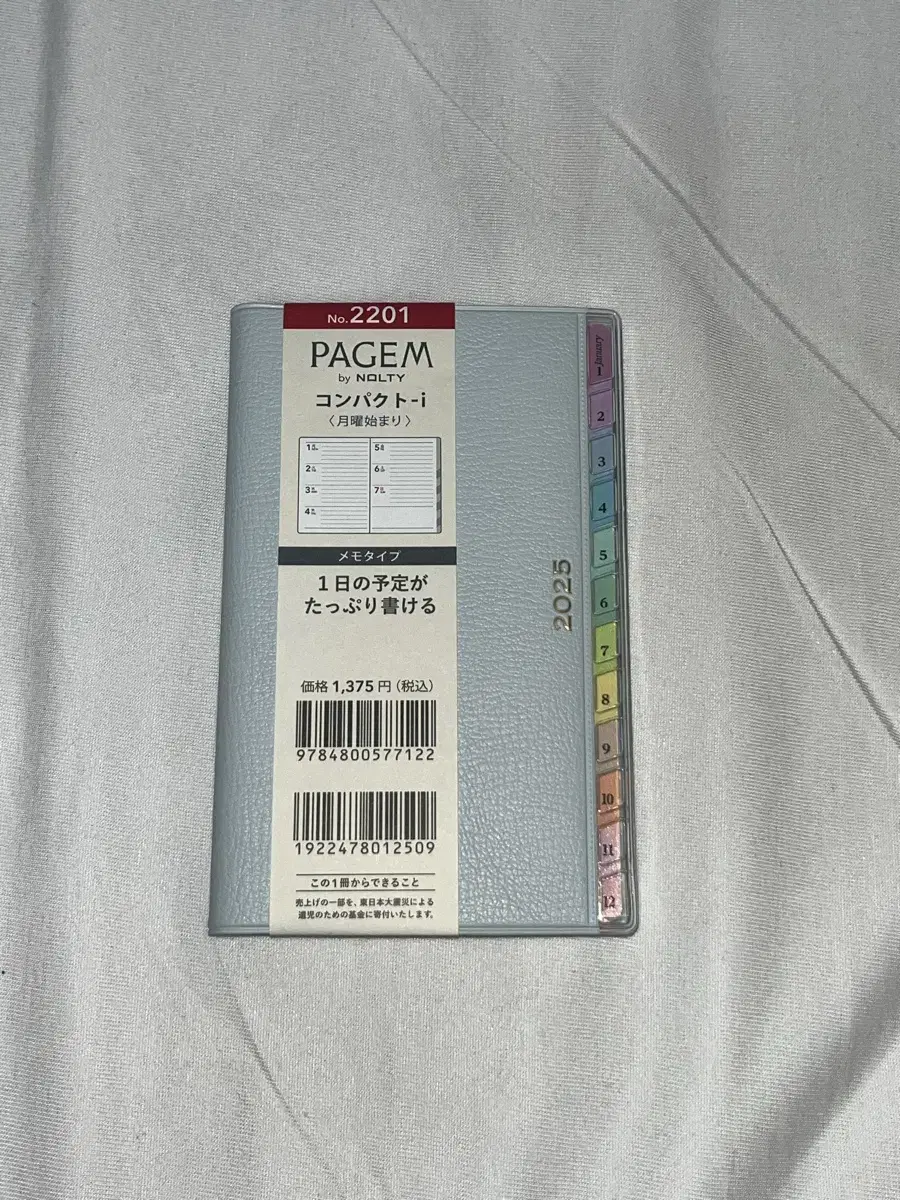 No.2201
PAGEM
by NOLTY
コンパクト-i
〈月曜始まり〉
1
2
3
4
5
6
7
メモタイプ
1日の予定が
たっぷり書ける
価格 1,375 円(税込)
9784800577122
1922478012509
この1冊からできること
売上げの一部を、東日本大震災による
遺児のための基金に寄付いたします。
2025
January
1
2
3
4
5
6
7
8
9
10
11
12